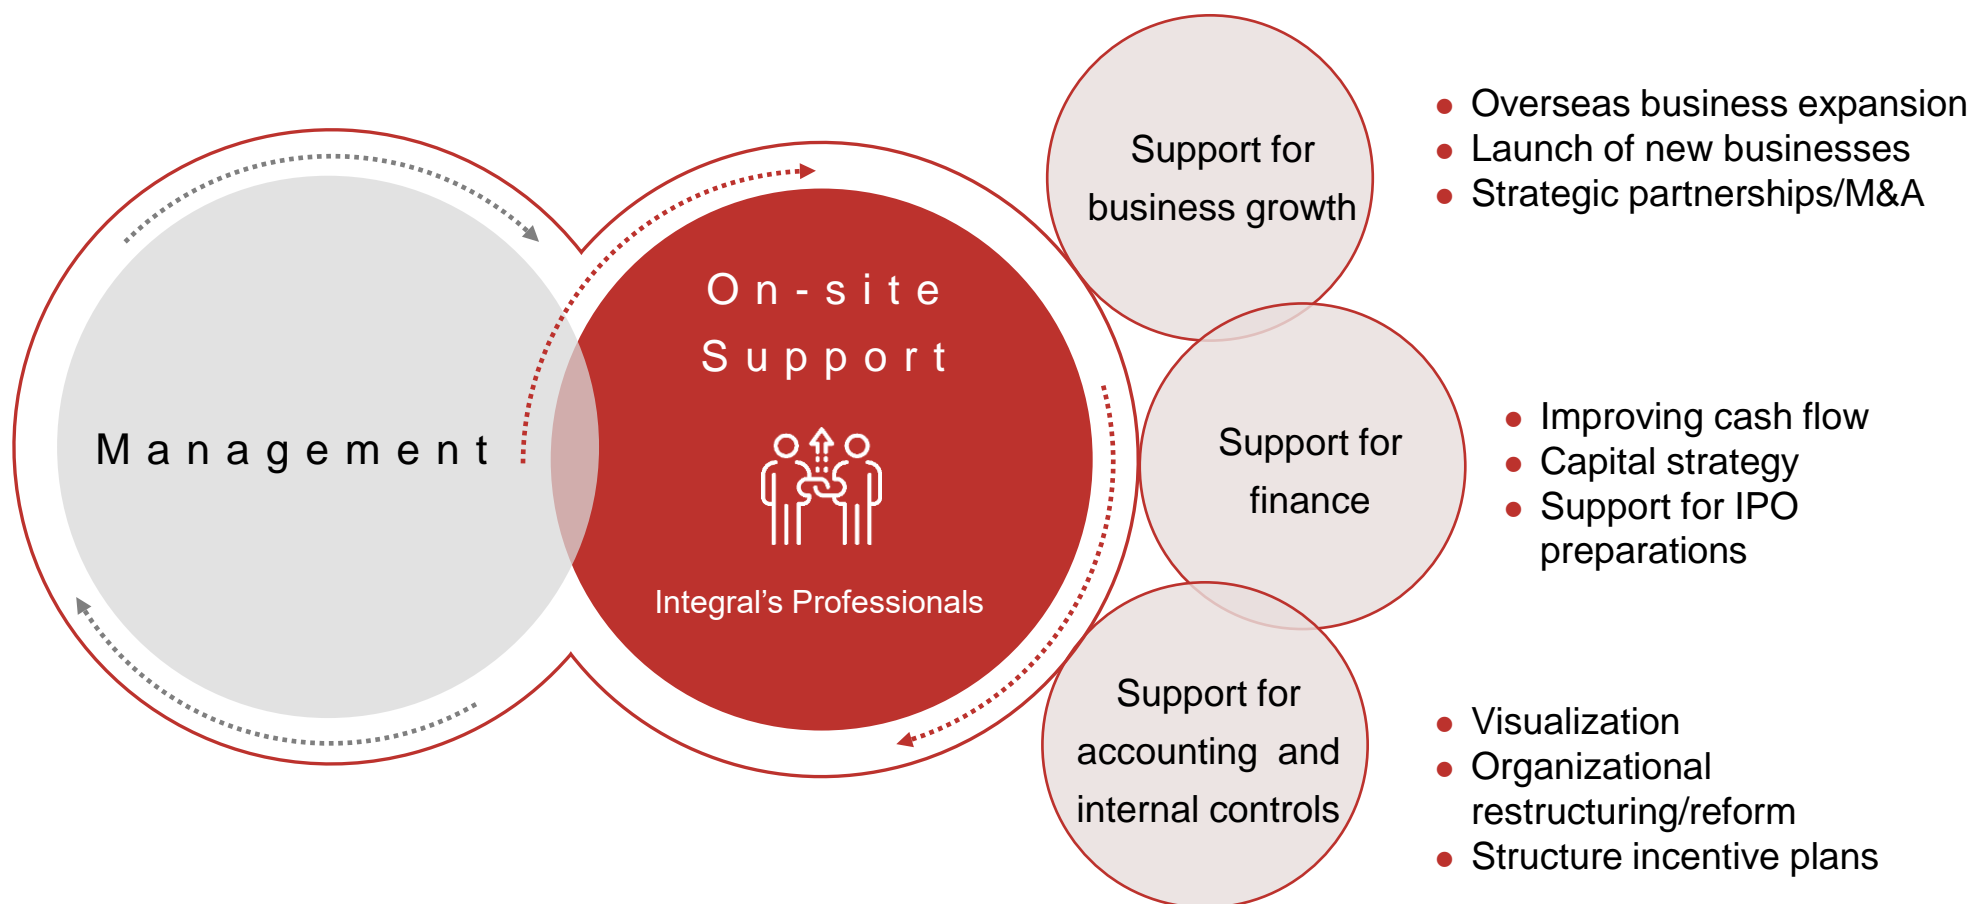 Management
On-site
Support
Integral’s Professionals
Support for
business growth
● Overseas business expansion
● Launch of new businesses
● Strategic partnerships/M&A
Support for
finance
● Improving cash flow
● Capital strategy
● Support for IPO
preparations
Support for
accounting and
internal controls
● Visualization
● Organizational
restructuring/reform
● Structure incentive plans